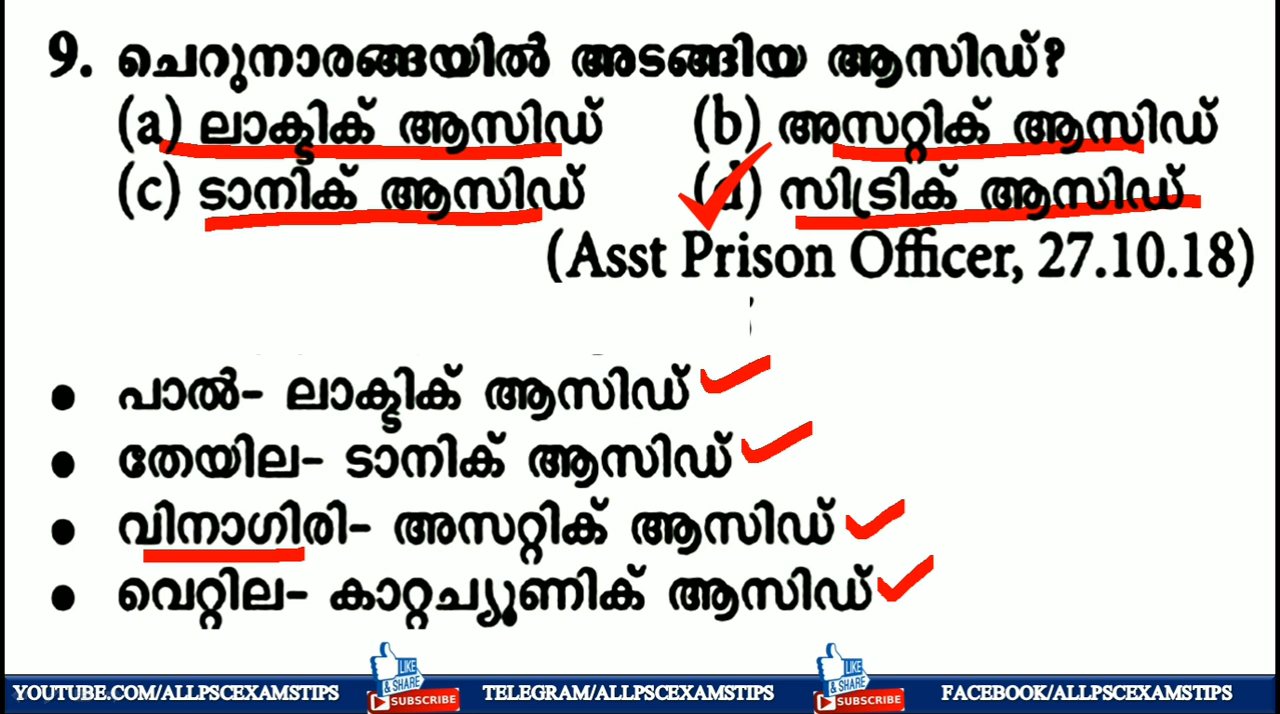 9. ചെറുനാരങ്ങയിൽ അടങ്ങിയ ആസിഡ്?
(a) ലാക്ടിക് ആസിഡ് (b) അസറ്റിക് ആസിഡ്
(c) ടാനിക് ആസിഡ് (d) സിട്രിക് ആസിഡ്
(Asst Prison Officer, 27.10.18)
• പാൽ- ലാക്ടിക് ആസിഡ്
• തേയില- ടാനിക് ആസിഡ്
• വിനാഗിരി- അസറ്റിക് ആസിഡ്
• വെറ്റില- കാറ്റച്യൂണിക് ആസിഡ്
LIKE & SHARE LIKE & SHARE
YOUTUBE.COM/ALLPSCEXAMSTIPS SUBSCRIBE TELEGRAM/ALLPSCEXAMSTIPS SUBSCRIBE FACEBOOK/ALLPSCEXAMSTIPS